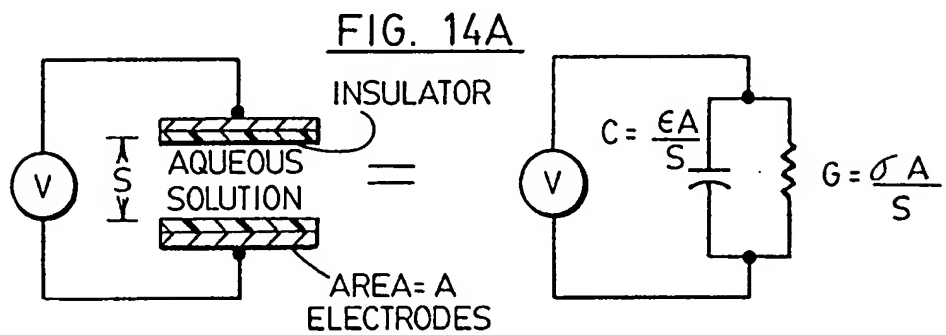 FIG. 14A
INSULATOR
V
S
AQUEOUS
SOLUTION
=
AREA=A
ELECTRODES
V
C = ϵA/S
G = σA/S